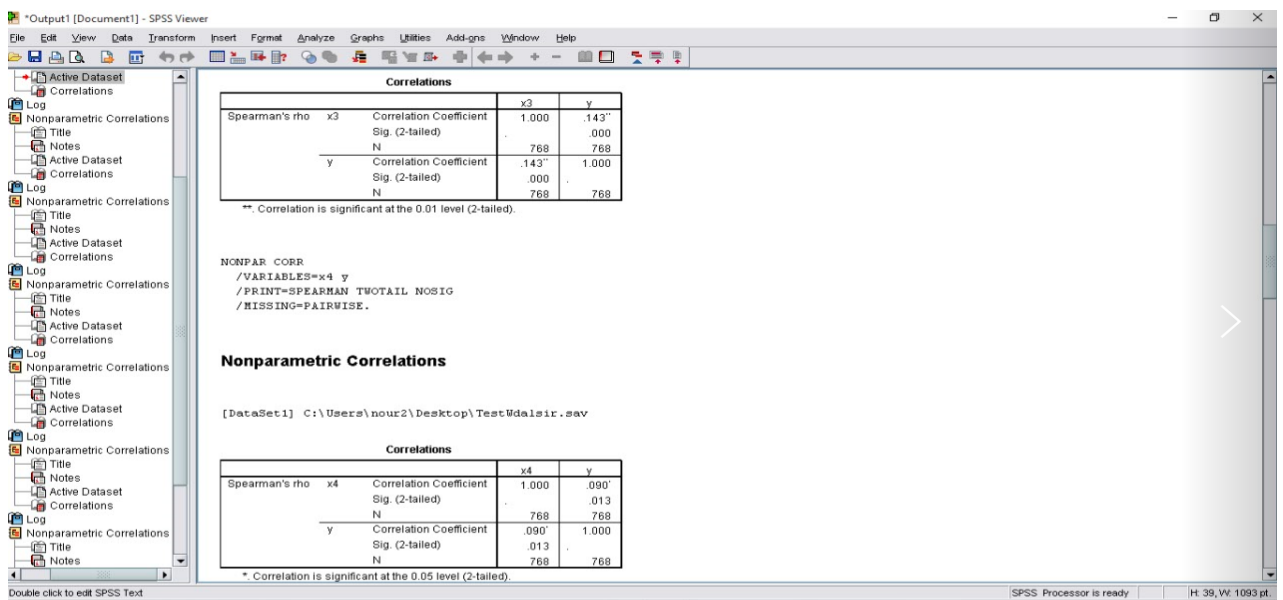 *Output1 [Document1] - SPSS Viewer
File Edit View Data Transform Insert Format Analyze Graphs Utilities Add-ons Window Help
Active Dataset
Correlations
Log
Nonparametric Correlations
Title
Notes
Active Dataset
Correlations
Log
Nonparametric Correlations
Title
Notes
Active Dataset
Correlations
Log
Nonparametric Correlations
Title
Notes
Active Dataset
Correlations
Log
Nonparametric Correlations
Title
Notes
Active Dataset
Correlations
Log
Nonparametric Correlations
Title
Notes
Active Dataset
Correlations
Log
Nonparametric Correlations
Title
Notes
Correlations
x3 y
Spearman's rho x3 Correlation Coefficient 1.000 .143**
Sig. (2-tailed) . .000
N 768 768
y Correlation Coefficient .143** 1.000
Sig. (2-tailed) .000 .
N 768 768
**. Correlation is significant at the 0.01 level (2-tailed).
NONPAR CORR
/VARIABLES=x4 y
/PRINT=SPEARMAN TWOTAIL NOSIG
/MISSING=PAIRWISE.
Nonparametric Correlations
[DataSet1] C:\Users\nour2\Desktop\TestWdalsir.sav
Correlations
x4 y
Spearman's rho x4 Correlation Coefficient 1.000 .090*
Sig. (2-tailed) . .013
N 768 768
y Correlation Coefficient .090* 1.000
Sig. (2-tailed) .013 .
N 768 768
*. Correlation is significant at the 0.05 level (2-tailed).
Double click to edit SPSS Text SPSS Processor is ready H: 39, W: 1093 pt.